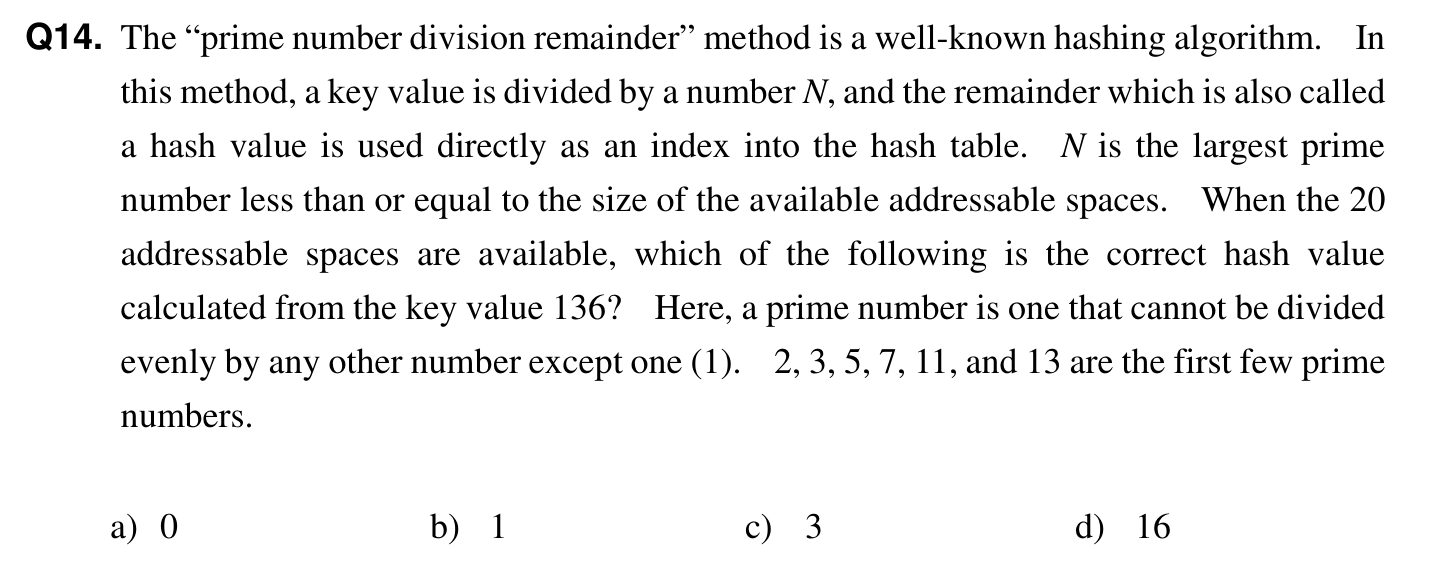 Q14. The “prime number division remainder” method is a well-known hashing algorithm. In
this method, a key value is divided by a number N, and the remainder which is also called
a hash value is used directly as an index into the hash table. N is the largest prime
number less than or equal to the size of the available addressable spaces. When the 20
addressable spaces are available, which of the following is the correct hash value
calculated from the key value 136? Here, a prime number is one that cannot be divided
evenly by any other number except one (1). 2, 3, 5, 7, 11, and 13 are the first few prime
numbers.
a) 0 b) 1 c) 3 d) 16